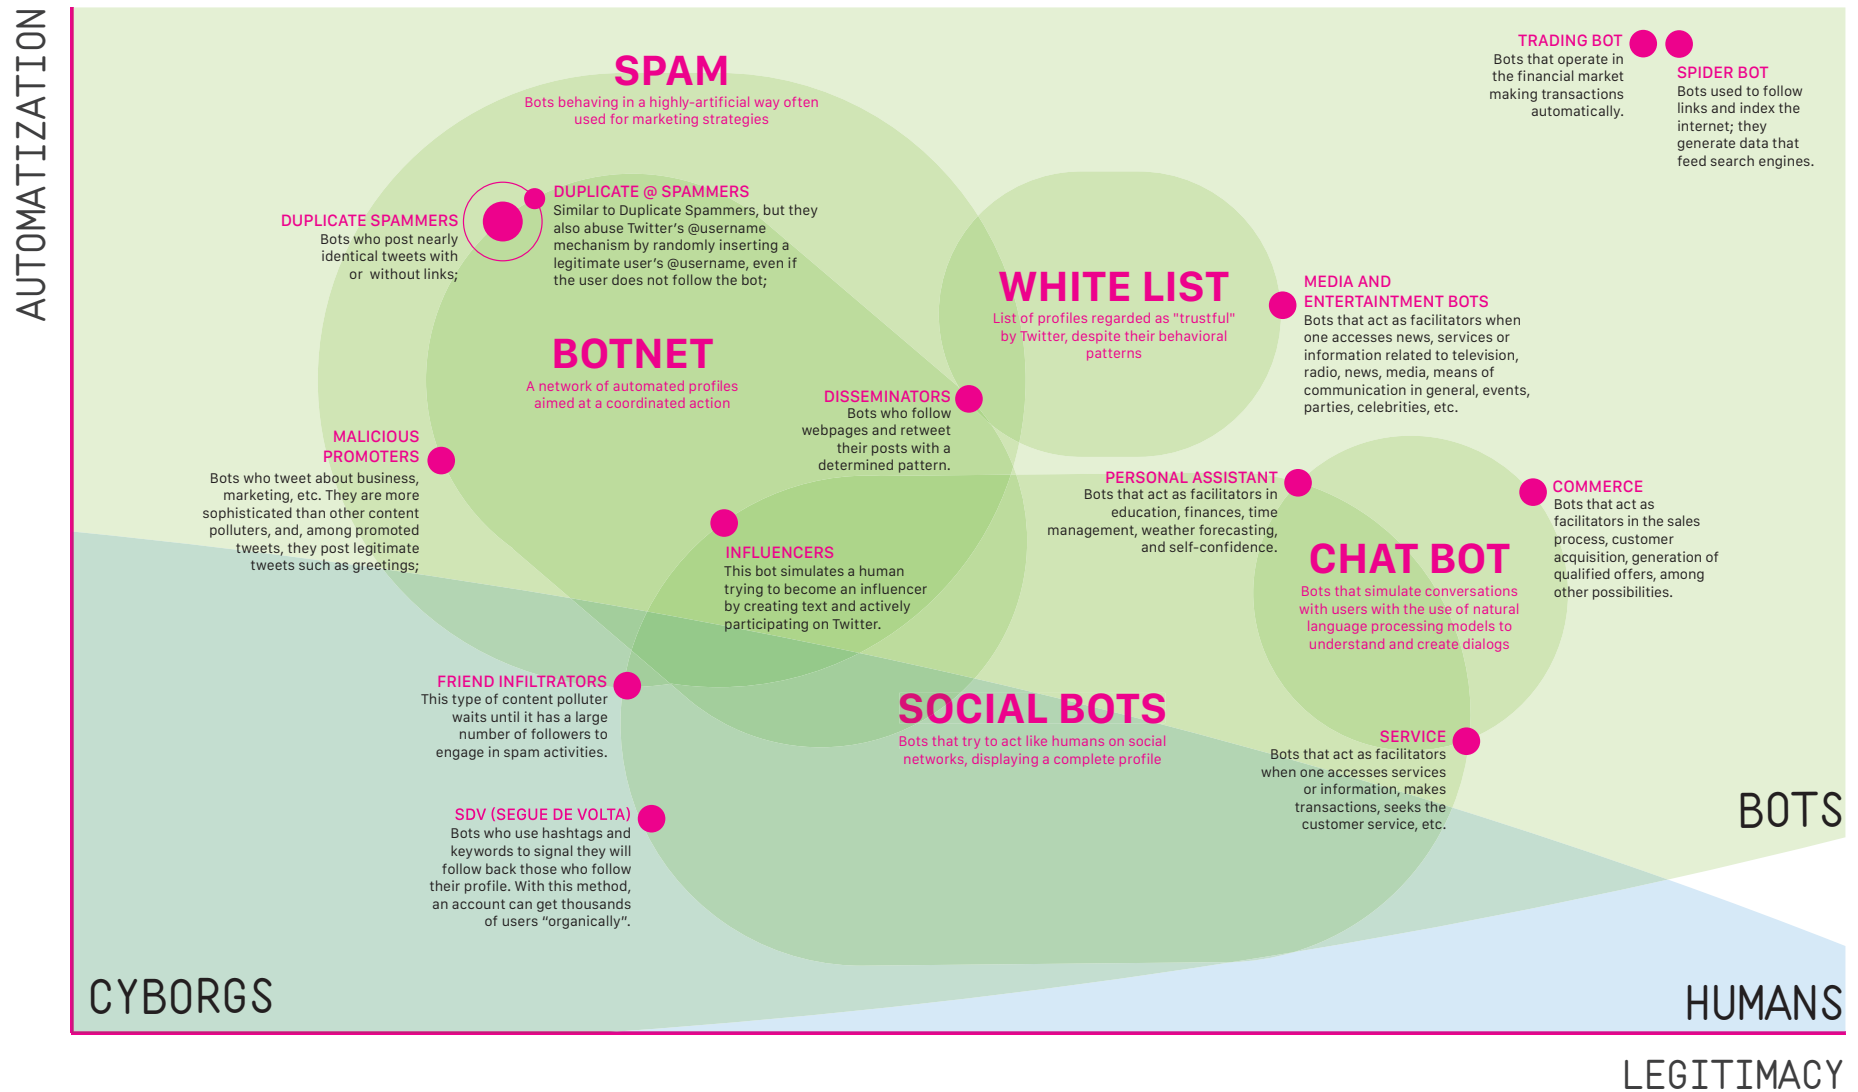 AUTOMATIZATION
SPAM
Bots behaving in a highly-artificial way often
used for marketing strategies
TRADING BOT
Bots that operate in
the financial market
making transactions
automatically.
SPIDER BOT
Bots used to follow
links and index the
internet; they
generate data that
feed search engines.
DUPLICATE SPAMMERS
Bots who post nearly
identical tweets with
or without links;
DUPLICATE @ SPAMMERS
Similar to Duplicate Spammers, but they
also abuse Twitter's @username
mechanism by randomly inserting a
legitimate user's @username, even if
the user does not follow the bot;
WHITE LIST
List of profiles regarded as "trustful"
by Twitter, despite their behavioral
patterns
MEDIA AND
ENTERTAINTMENT BOTS
Bots that act as facilitators when
one accesses news, services or
information related to television,
radio, news, media, means of
communication in general, events,
parties, celebrities, etc.
BOTNET
A network of automated profiles
aimed at a coordinated action
DISSEMINATORS
Bots who follow
webpages and retweet
their posts with a
determined pattern.
MALICIOUS
PROMOTERS
Bots who tweet about business,
marketing, etc. They are more
sophisticated than other content
polluters, and, among promoted
tweets, they post legitimate
tweets such as greetings;
PERSONAL ASSISTANT
Bots that act as facilitators in
education, finances, time
management, weather forecasting,
and self-confidence.
COMMERCE
Bots that act as
facilitators in the sales
process, customer
acquisition, generation of
qualified offers, among
other possibilities.
INFLUENCERS
This bot simulates a human
trying to become an influencer
by creating text and actively
participating on Twitter.
CHAT BOT
Bots that simulate conversations
with users with the use of natural
language processing models to
understand and create dialogs
FRIEND INFILTRATORS
This type of content polluter
waits until it has a large
number of followers to
engage in spam activities.
SOCIAL BOTS
Bots that try to act like humans on social
networks, displaying a complete profile
SERVICE
Bots that act as facilitators
when one accesses services
or information, makes
transactions, seeks the
customer service, etc.
SDV (SEGUE DE VOLTA)
Bots who use hashtags and
keywords to signal they will
follow back those who follow
their profile. With this method,
an account can get thousands
of users “organically”.
BOTS
CYBORGS
HUMANS
LEGITIMACY